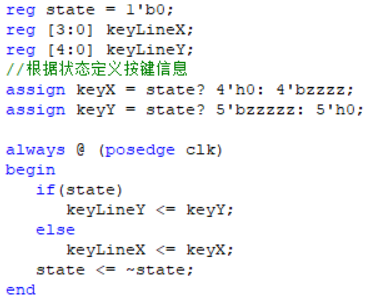 reg state = 1'b0;
reg [3:0] keyLineX;
reg [4:0] keyLineY;
//根据状态定义按键信息
assign keyX = state? 4'h0: 4'bzzzz;
assign keyY = state? 5'bzzzzz: 5'h0;
always @ (posedge clk)
begin
if(state)
keyLineY <= keyY;
else
keyLineX <= keyX;
state <= ~state;
end